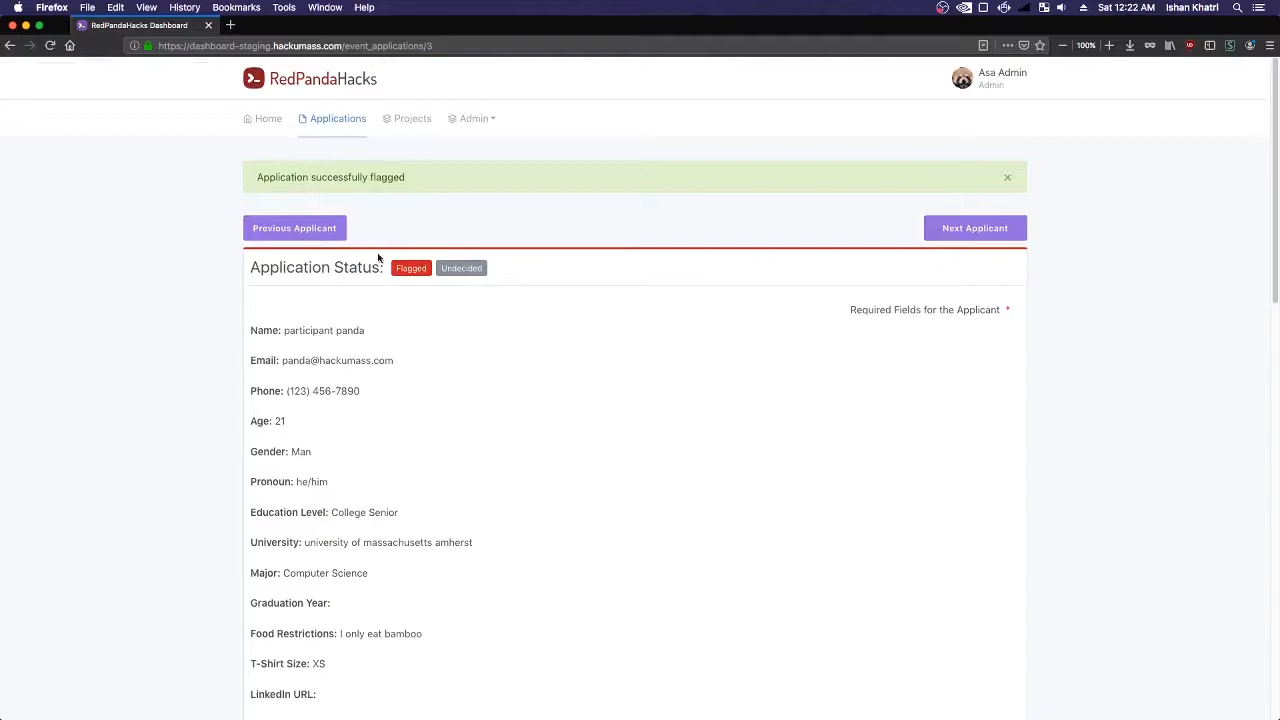 Firefox File Edit View History Bookmarks Tools Window Help Sat 12:22 AM Ishan Khatri
RedPandaHacks Dashboard
https://dashboard-staging.hackumass.com/event_applications/3 100%
RedPandaHacks
Asa Admin
Admin
Home Applications Projects Admin
Application successfully flagged ×
Previous Applicant Next Applicant
Application Status: Flagged Undecided
Required Fields for the Applicant *
Name: participant panda
Email: panda@hackumass.com
Phone: (123) 456-7890
Age: 21
Gender: Man
Pronoun: he/him
Education Level: College Senior
University: university of massachusetts amherst
Major: Computer Science
Graduation Year:
Food Restrictions: I only eat bamboo
T-Shirt Size: XS
LinkedIn URL: